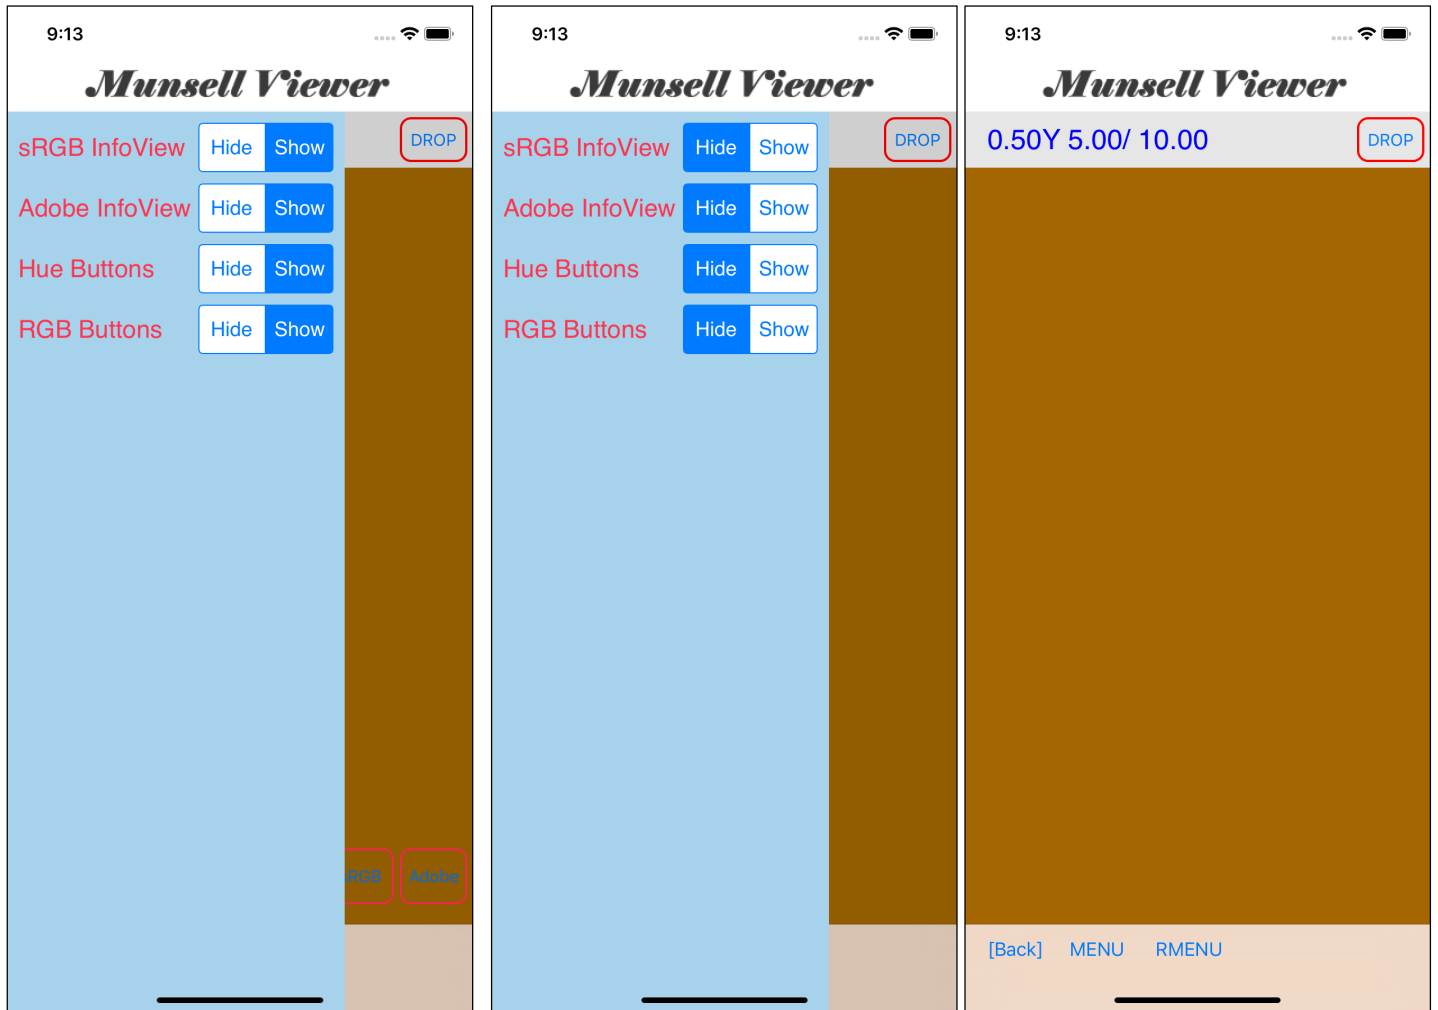 9:13
Munsell Viewer
sRGB InfoView Hide Show DROP
Adobe InfoView Hide Show
Hue Buttons Hide Show
RGB Buttons Hide Show
sRGB Adobe
9:13
Munsell Viewer
sRGB InfoView Hide Show DROP
Adobe InfoView Hide Show
Hue Buttons Hide Show
RGB Buttons Hide Show
9:13
Munsell Viewer
0.50Y 5.00/ 10.00 DROP
[Back] MENU RMENU